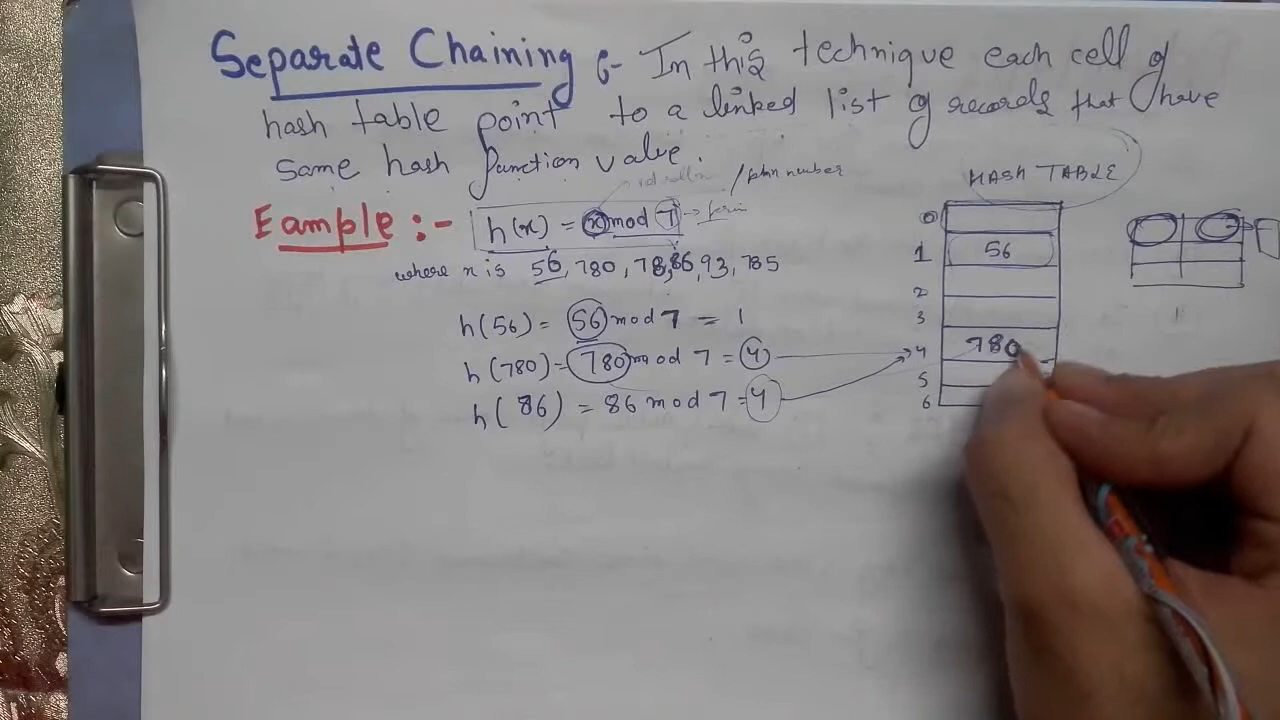 Separate Chaining :- In this technique each cell of
hash table point to a linked list of records that have
same hash function value.
/phn number
HASH TABLE
Eample :- h(x) = x mod 7
where x is 56, 780, 78, 86, 93, 785
h(56) = 56 mod 7 = 1
h(780) = 780 mod 7 = 4
h(86) = 86 mod 7 = 4
0
1 56
2
3
4 780
5
6